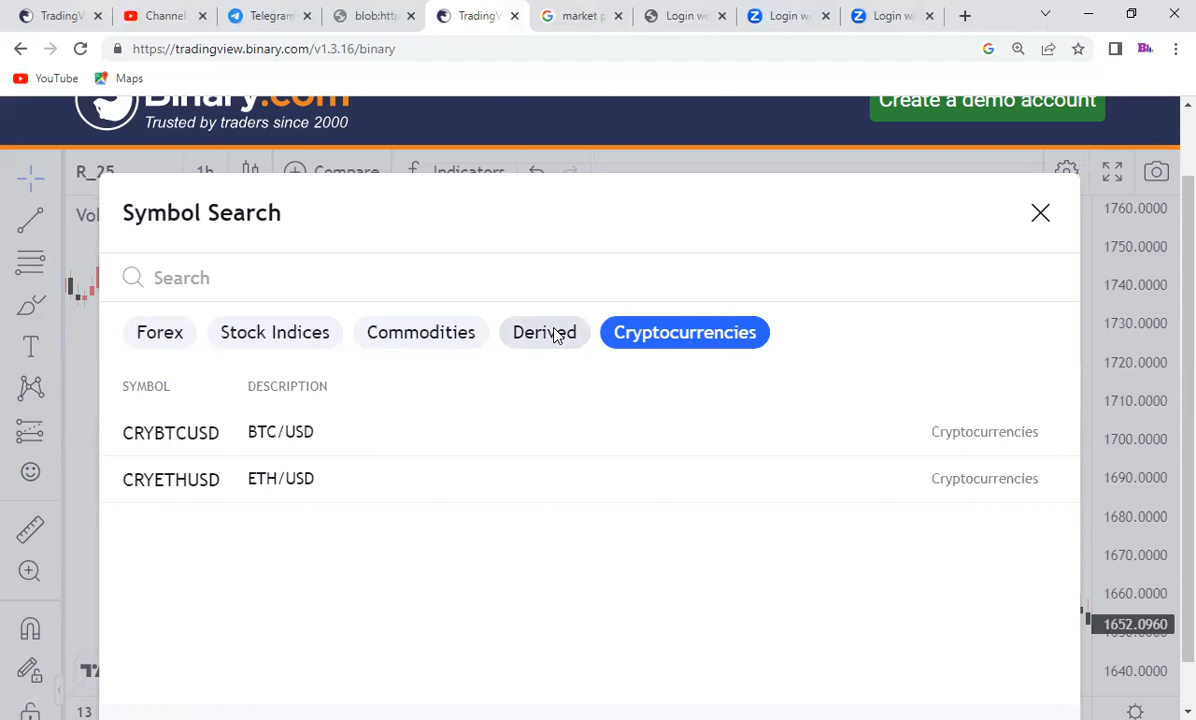 TradingV
Channel
Telegram
blob:http
TradingV
market p
Login wi
Login w
Login w/
https://tradingview.binary.com/v1.3.16/binary
YouTube
Maps
Binary.com
Trusted by traders since 2000
Create a demo account
R_25
1h
Compare
Indicators
Vol
Symbol Search
Search
Forex
Stock Indices
Commodities
Derived
Cryptocurrencies
SYMBOL
DESCRIPTION
CRYBTCUSD
BTC/USD
Cryptocurrencies
CRYETHUSD
ETH/USD
Cryptocurrencies
1760.0000
1750.0000
1740.0000
1730.0000
1720.0000
1710.0000
1700.0000
1690.0000
1680.0000
1670.0000
1660.0000
1652.0960
1640.0000
13